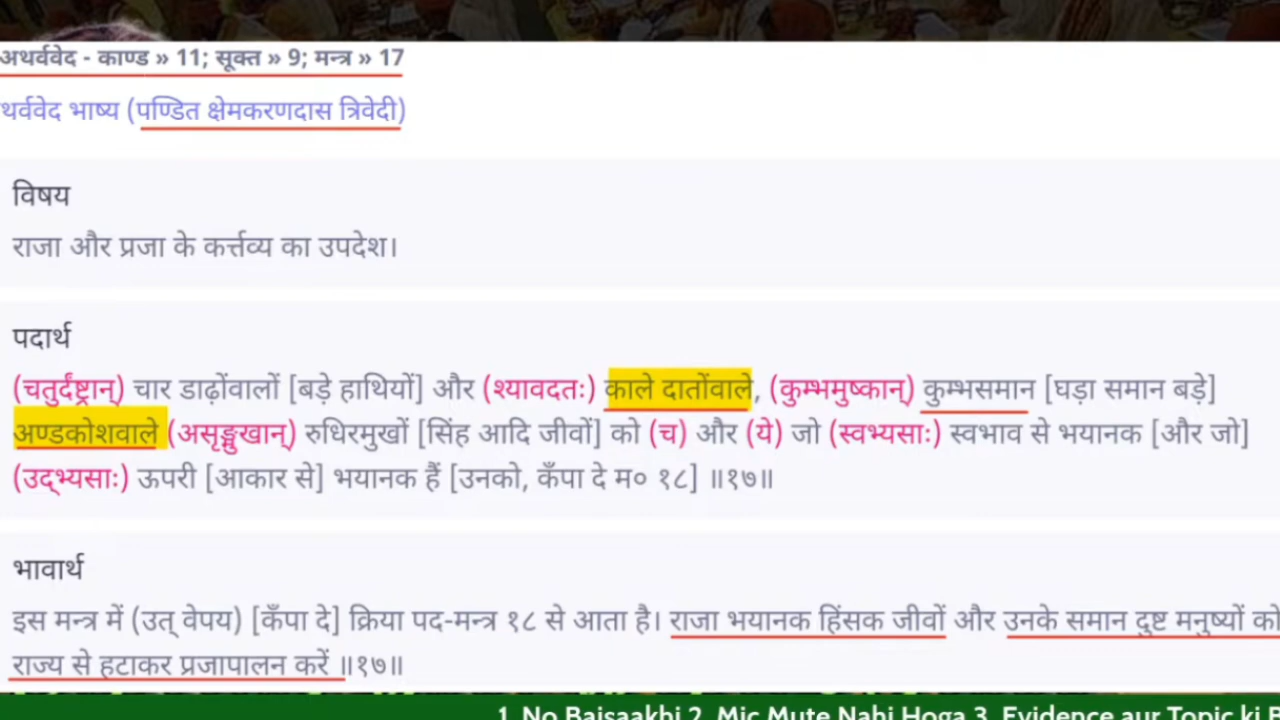 अथर्ववेद - काण्ड » 11; सूक्त » 9; मन्त्र » 17
थर्ववेद भाष्य (पण्डित क्षेमकरणदास त्रिवेदी)
विषय
राजा और प्रजा के कर्त्तव्य का उपदेश।
पदार्थ
(चतुर्दंष्ट्रान्) चार डाढ़ोंवालों [बड़े हाथियों] और (श्यावदतः) काले दातोंवाले, (कुम्भमुष्कान्) कुम्भसमान [घड़ा समान बड़े]
अण्डकोशवाले (असृङ्मुखान्) रुधिरमुखों [सिंह आदि जीवों] को (च) और (ये) जो (स्वभ्यसाः) स्वभाव से भयानक [और जो]
(उद्भ्यसाः) ऊपरी [आकार से] भयानक हैं [उनको, कँपा दे म० १८] ॥१७॥
भावार्थ
इस मन्त्र में (उत् वेपय) [कँपा दे] क्रिया पद-मन्त्र १८ से आता है। राजा भयानक हिंसक जीवों और उनके समान दुष्ट मनुष्यों को
राज्य से हटाकर प्रजापालन करें ॥१७॥
1. No Baisaakhi 2. Mic Mute Nahi Hoga 3. Evidence aur Topic ki